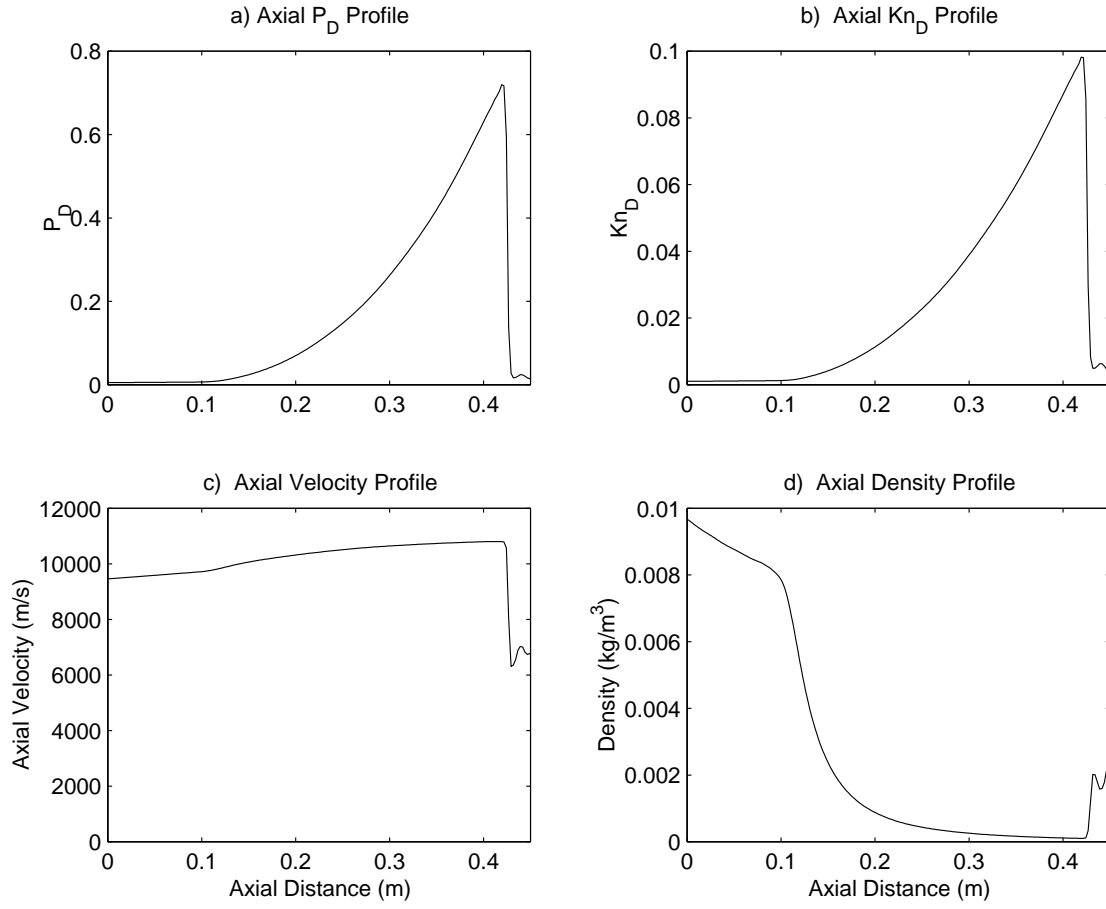 a) Axial P_D Profile
0.8
0.6
0.4
0.2
0
P_D
0 0.1 0.2 0.3 0.4
b) Axial Kn_D Profile
0.1
0.08
0.06
0.04
0.02
0
Kn_D
0 0.1 0.2 0.3 0.4
c) Axial Velocity Profile
12000
10000
8000
6000
4000
2000
0
Axial Velocity (m/s)
0 0.1 0.2 0.3 0.4
Axial Distance (m)
d) Axial Density Profile
0.01
0.008
0.006
0.004
0.002
0
Density (kg/m^3)
0 0.1 0.2 0.3 0.4
Axial Distance (m)